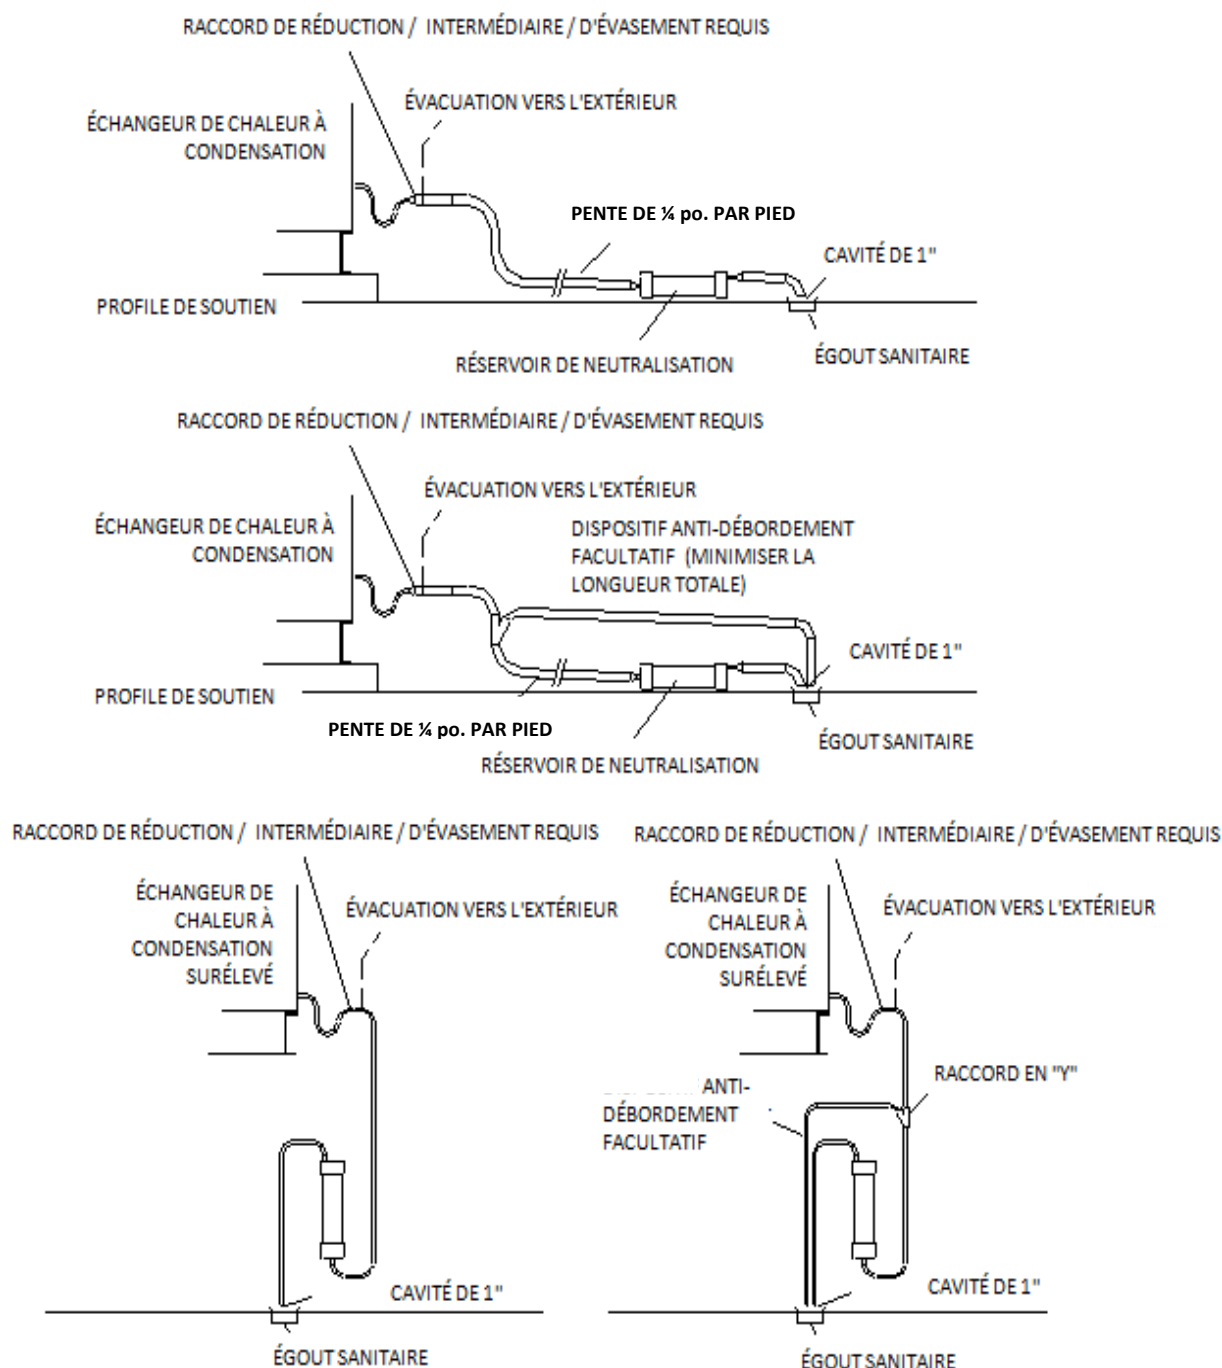 RACCORD DE RÉDUCTION / INTERMÉDIAIRE / D'ÉVASEMENT REQUIS
ÉVACUATION VERS L'EXTÉRIEUR
ÉCHANGEUR DE CHALEUR À
CONDENSATION
PENTE DE ¼ po. PAR PIED
CAVITÉ DE 1"
PROFILE DE SOUTIEN
RÉSERVOIR DE NEUTRALISATION
ÉGOUT SANITAIRE
RACCORD DE RÉDUCTION / INTERMÉDIAIRE / D'ÉVASEMENT REQUIS
ÉVACUATION VERS L'EXTÉRIEUR
ÉCHANGEUR DE CHALEUR À
CONDENSATION
DISPOSITIF ANTI-DÉBORDEMENT
FACULTATIF (MINIMISER LA
LONGUEUR TOTALE)
CAVITÉ DE 1"
PROFILE DE SOUTIEN
PENTE DE ¼ po. PAR PIED
ÉGOUT SANITAIRE
RÉSERVOIR DE NEUTRALISATION
RACCORD DE RÉDUCTION / INTERMÉDIAIRE / D'ÉVASEMENT REQUIS
ÉCHANGEUR DE
CHALEUR À
CONDENSATION
SURÉLEVÉ
ÉVACUATION VERS L'EXTÉRIEUR
CAVITÉ DE 1"
ÉGOUT SANITAIRE
RACCORD DE RÉDUCTION / INTERMÉDIAIRE / D'ÉVASEMENT REQUIS
ÉCHANGEUR DE
CHALEUR À
CONDENSATION
SURÉLEVÉ
ÉVACUATION VERS L'EXTÉRIEUR
RACCORD EN "Y"
ANTI-
DÉBORDEMENT
FACULTATIF
CAVITÉ DE 1"
ÉGOUT SANITAIRE